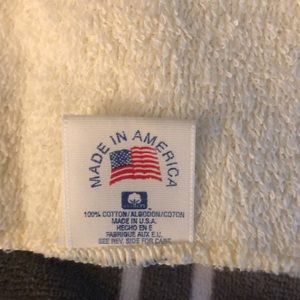 MADE IN AMERICA
100% COTTON/ALGODON/COTON
MADE IN U.S.A.
HECHO EN E
FABRIQUE AUX E.U.
SEE REV. SIDE FOR CARE